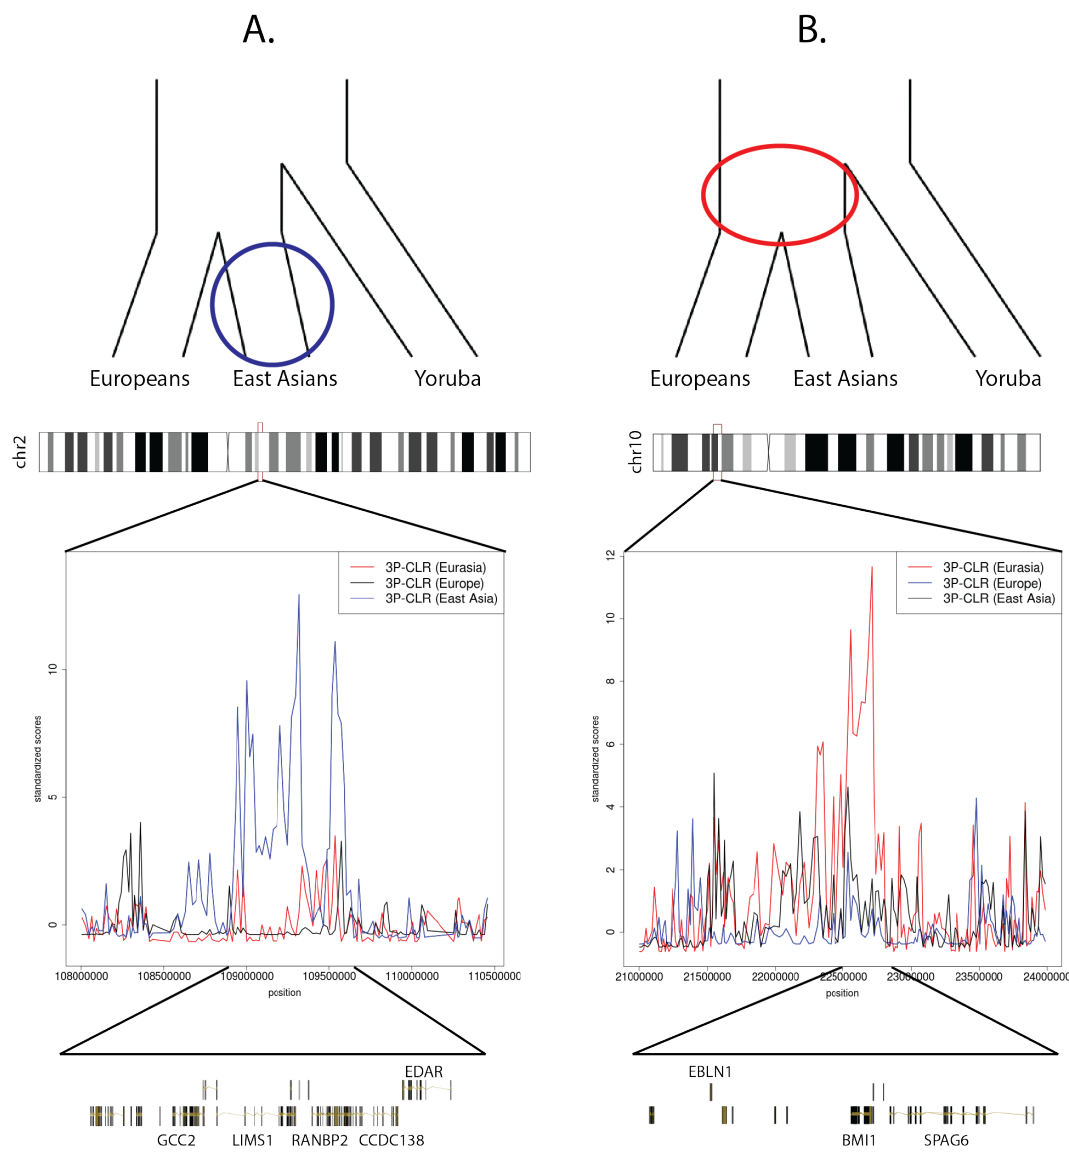 A.
B.
Europeans
East Asians
Yoruba
Europeans
East Asians
Yoruba
chr2
chr10
3P-CLR (Eurasia)
3P-CLR (Europe)
3P-CLR (East Asia)
10
5
0
standardized scores
108000000
108500000
109000000
109500000
110000000
110500000
position
3P-CLR (Eurasia)
3P-CLR (Europe)
3P-CLR (East Asia)
12
10
8
6
4
2
0
standardized scores
21000000
21500000
22000000
22500000
23000000
23500000
24000000
position
EDAR
GCC2
LIMS1
RANBP2
CCDC138
EBLN1
BMI1
SPAG6